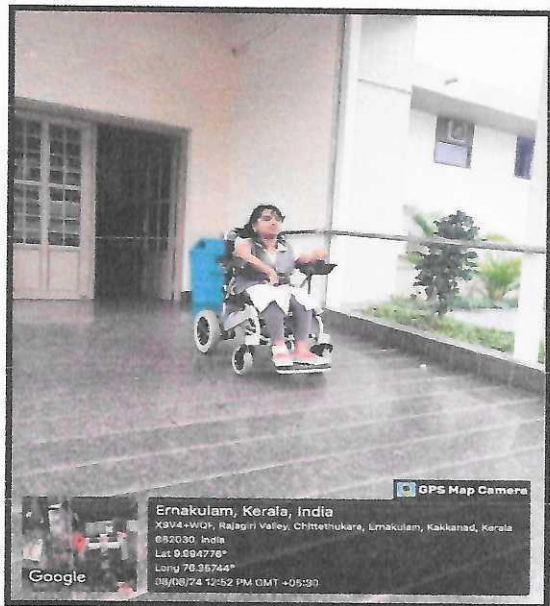 GPS Map Camera
Ernakulam, Kerala, India
X9V4+WQF, Rajagiri Valley, Chittethukara, Ernakulam, Kakkanad, Kerala
682030, India
Lat 9.994776°
Long 76.35744°
08/08/24 12:52 PM GMT +05:30
Google